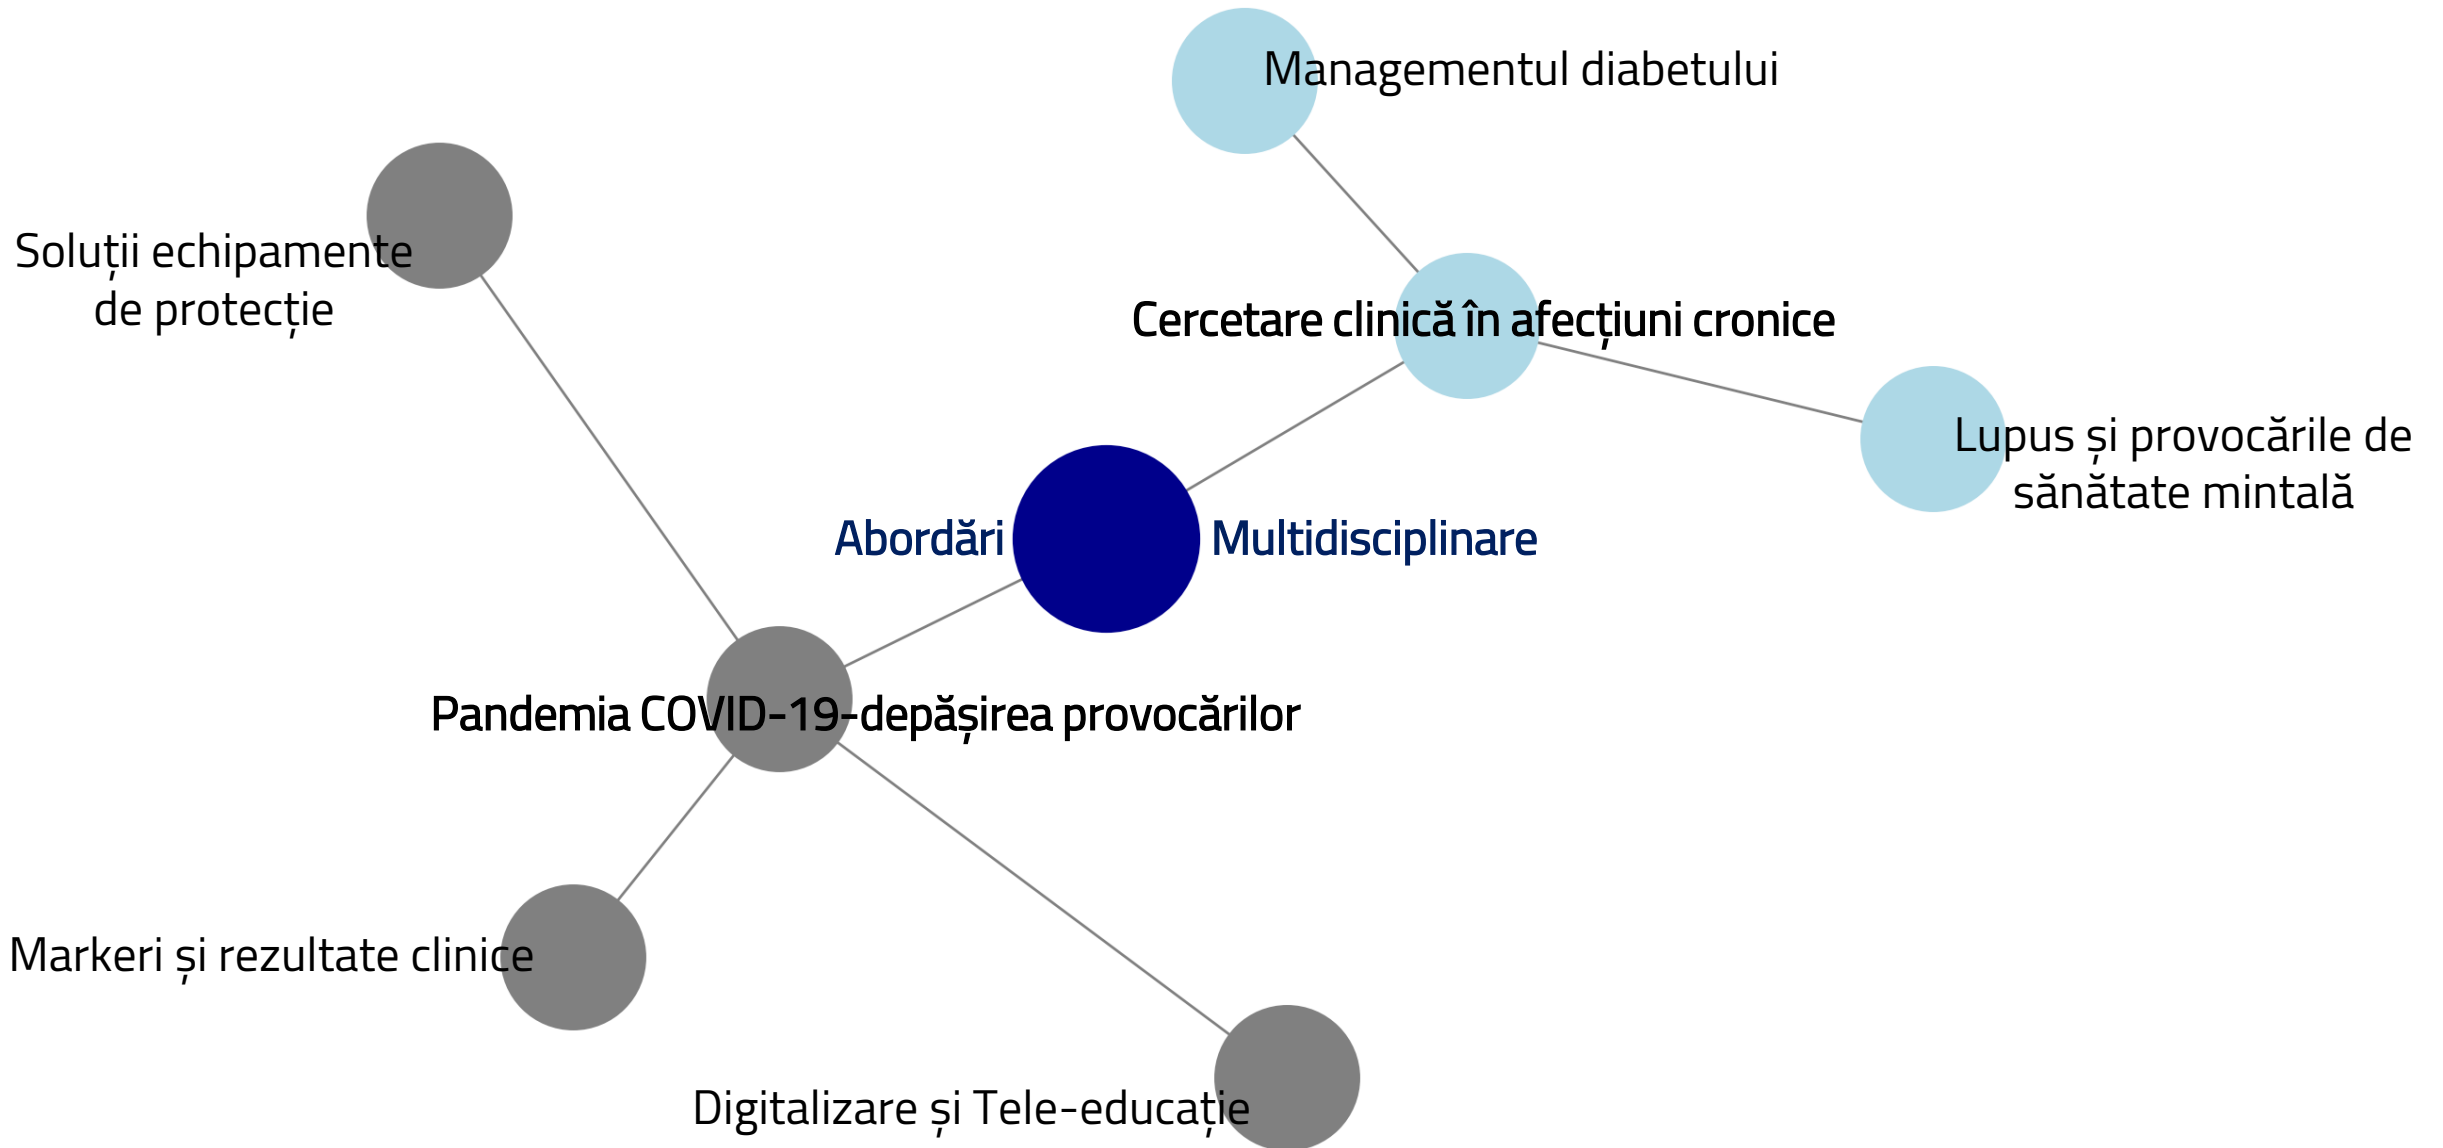 Managementul diabetului
Soluții echipamente
de protecție
Cercetare clinică în afecțiuni cronice
Lupus și provocările de
sănătate mintală
Abordări Multidisciplinare
Pandemia COVID-19-depășirea provocărilor
Markeri și rezultate clinice
Digitalizare și Tele-educație